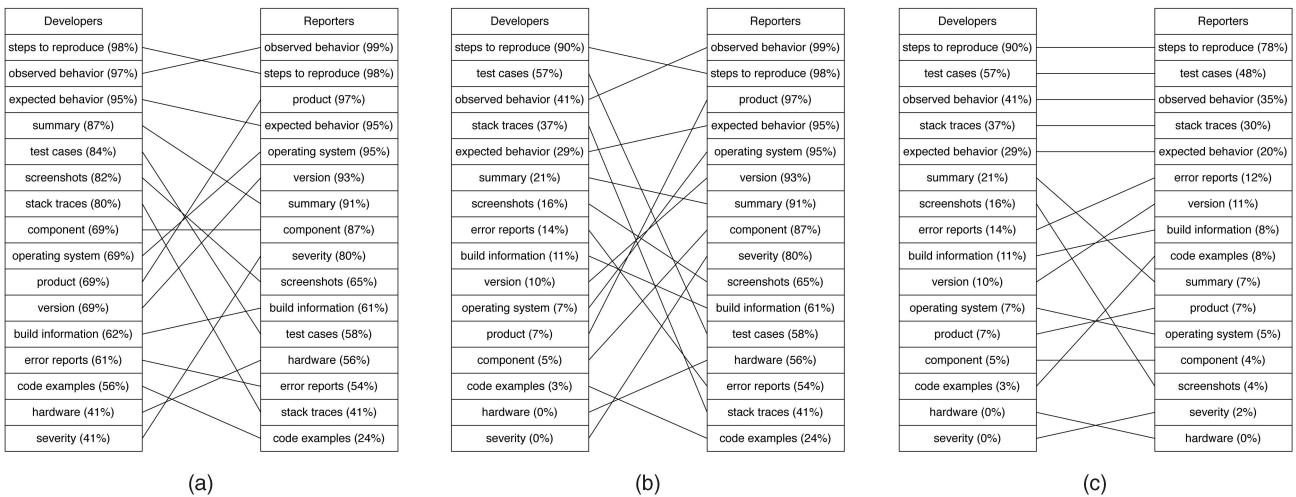 Developers
steps to reproduce (98%)
observed behavior (97%)
expected behavior (95%)
summary (87%)
test cases (84%)
screenshots (82%)
stack traces (80%)
component (69%)
operating system (69%)
product (69%)
version (69%)
build information (62%)
error reports (61%)
code examples (56%)
hardware (41%)
severity (41%)
Reporters
observed behavior (99%)
steps to reproduce (98%)
product (97%)
expected behavior (95%)
operating system (95%)
version (93%)
summary (91%)
component (87%)
severity (80%)
screenshots (65%)
build information (61%)
test cases (58%)
hardware (56%)
error reports (54%)
stack traces (41%)
code examples (24%)
(a)
Developers
steps to reproduce (90%)
test cases (57%)
observed behavior (41%)
stack traces (37%)
expected behavior (29%)
summary (21%)
screenshots (16%)
error reports (14%)
build information (11%)
version (10%)
operating system (7%)
product (7%)
component (5%)
code examples (3%)
hardware (0%)
severity (0%)
Reporters
observed behavior (99%)
steps to reproduce (98%)
product (97%)
expected behavior (95%)
operating system (95%)
version (93%)
summary (91%)
component (87%)
severity (80%)
screenshots (65%)
build information (61%)
test cases (58%)
hardware (56%)
error reports (54%)
stack traces (41%)
code examples (24%)
(b)
Developers
steps to reproduce (90%)
test cases (57%)
observed behavior (41%)
stack traces (37%)
expected behavior (29%)
summary (21%)
screenshots (16%)
error reports (14%)
build information (11%)
version (10%)
operating system (7%)
product (7%)
component (5%)
code examples (3%)
hardware (0%)
severity (0%)
Reporters
steps to reproduce (78%)
test cases (48%)
observed behavior (35%)
stack traces (30%)
expected behavior (20%)
error reports (12%)
version (11%)
build information (8%)
code examples (8%)
summary (7%)
product (7%)
operating system (5%)
component (4%)
screenshots (4%)
severity (2%)
hardware (0%)
(c)